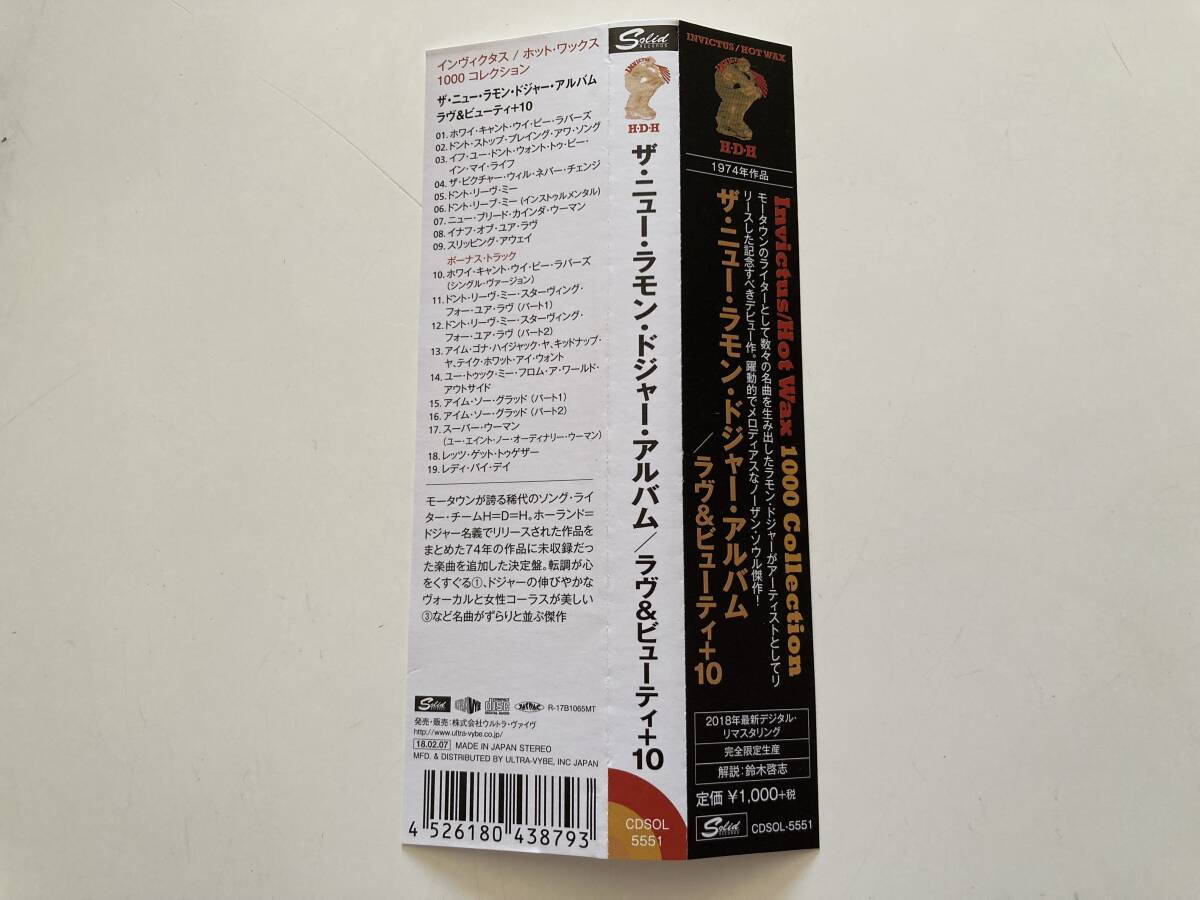 インヴィクタス / ホット・ワックス
1000 コレクション
ザ・ニュー・ラモン・ドジャー・アルバム
ラヴ&ビューティ+10
01. ホワイ・キャント・ウイ・ビー・ラバーズ
02. ドント・ストップ・プレイング・アワ・ソング
03. イフ・ユー・ドント・ウォント・トゥ・ビー・
イン・マイ・ライフ
04. ザ・ピクチャー・ウィル・ネバー・チェンジ
05. ドント・リーヴ・ミー
06. ドント・リーブ・ミー (インストゥルメンタル)
07. ニュー・ブリード・カインダ・ウーマン
08. イナフ・オブ・ユア・ラヴ
09. スリッピング・アウェイ
ボーナス・トラック
10. ホワイ・キャント・ウイ・ビー・ラバーズ
(シングル・ヴァージョン)
11. ドント・リーヴ・ミー・スターヴィング・
フォー・ユア・ラヴ (パート1)
12. ドント・リーヴ・ミー・スターヴィング・
フォー・ユア・ラヴ (パート2)
13. アイム・ゴナ・ハイジャック・ヤ、キッドナップ・
ヤ、テイク・ホワット・アイ・ウォント
14. ユー・トゥック・ミー・フロム・ア・ワールド・
アウトサイド
15. アイム・ソー・グラッド (パート1)
16. アイム・ソー・グラッド (パート2)
17. スーパー・ウーマン
(ユー・エイント・ノー・オーディナリー・ウーマン)
18. レッツ・ゲット・トゥゲザー
19. レディ・バイ・デイ
モータウンが誇る稀代のソング・ライ
ター・チームH=D=H。ホーランド=
ドジャー名義でリリースされた作品を
まとめた74年の作品に未収録だっ
た楽曲を追加した決定盤。転調が心
をくすぐる①、ドジャーの伸びやかな
ヴォーカルと女性コーラスが美しい
③など名曲がずらりと並ぶ傑作
Solid RECORDS
ULTRA VYBE
COMPACT disc DIGITAL AUDIO
R-17B1065MT
発売・販売:株式会社ウルトラ・ヴァイヴ
http://www.ultra-vybe.co.jp/
18.02.07 MADE IN JAPAN STEREO
MFD. & DISTRIBUTED BY ULTRA-VYBE, INC JAPAN
4 526180 438793
Solid RECORDS
INVICTUS
H・D・H
ザ・ニュー・ラモン・ドジャー・アルバム/ラヴ&ビューティ+10
CDSOL
5551
INVICTUS/HOT WAX
INVICTUS
H・D・H
1974年作品
Invictus/Hot Wax 1000 Collection
モータウンのライターとして数々の名曲を生み出したラモン・ドジャーがアーティストとしてリ
リースした記念すべきデビュー作。躍動的でメロディアスなノーザン・ソウル傑作!
ザ・ニュー・ラモン・ドジャー・アルバム
/ラヴ&ビューティ+10
2018年最新デジタル・
リマスタリング
完全限定生産
解説:鈴木啓志
定価 ¥1,000+税
Solid RECORDS
CDSOL-5551